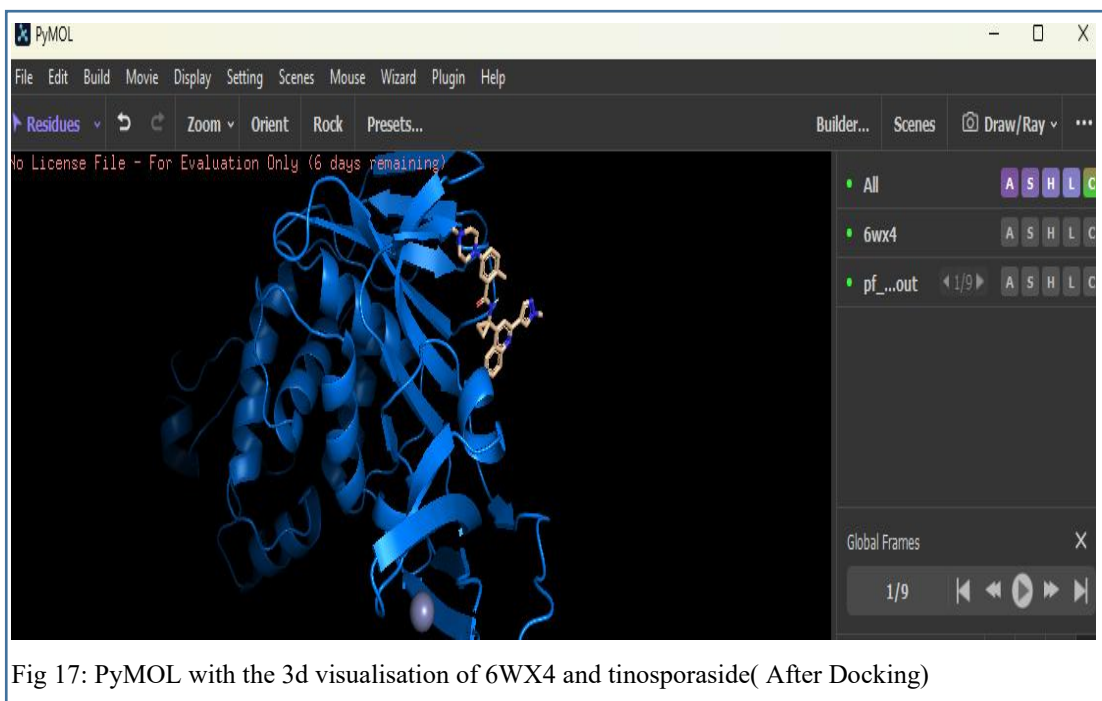 PyMOL
File Edit Build Movie Display Setting Scenes Mouse Wizard Plugin Help
Residues Zoom Orient Rock Presets... Builder... Scenes Draw/Ray ...
No License File - For Evaluation Only (6 days remaining)
All A S H L C
6wx4 A S H L C
pf_...out 1/9 A S H L C
Global Frames X
1/9
Fig 17: PyMOL with the 3d visualisation of 6WX4 and tinosporaside( After Docking)